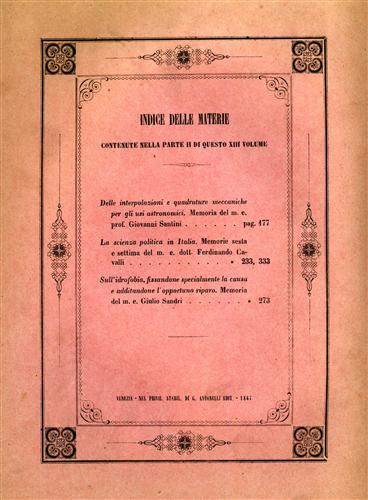 INDICE DELLE MATERIE
CONTENUTE NELLA PARTE II DI QUESTO XIII VOLUME
Delle interpolazioni e quadrature meccaniche
per gli usi astronomici. Memoria del m. e.
prof. Giovanni Santini . . . . . . pag. 177
La scienza politica in Italia. Memorie sesta
e settima del m. e. dott. Ferdinando Ca-
valli . . . . . . . . . . . » 233, 333
Sull'idrofobia, fissandone specialmente la causa
e additandone l'opportuno riparo. Memoria
del m. e. Giulio Sandri . . . . . . » 273
VENEZIA - NEL PRIVIL. STABIL. DI G. ANTONELLI EDIT. - 1867